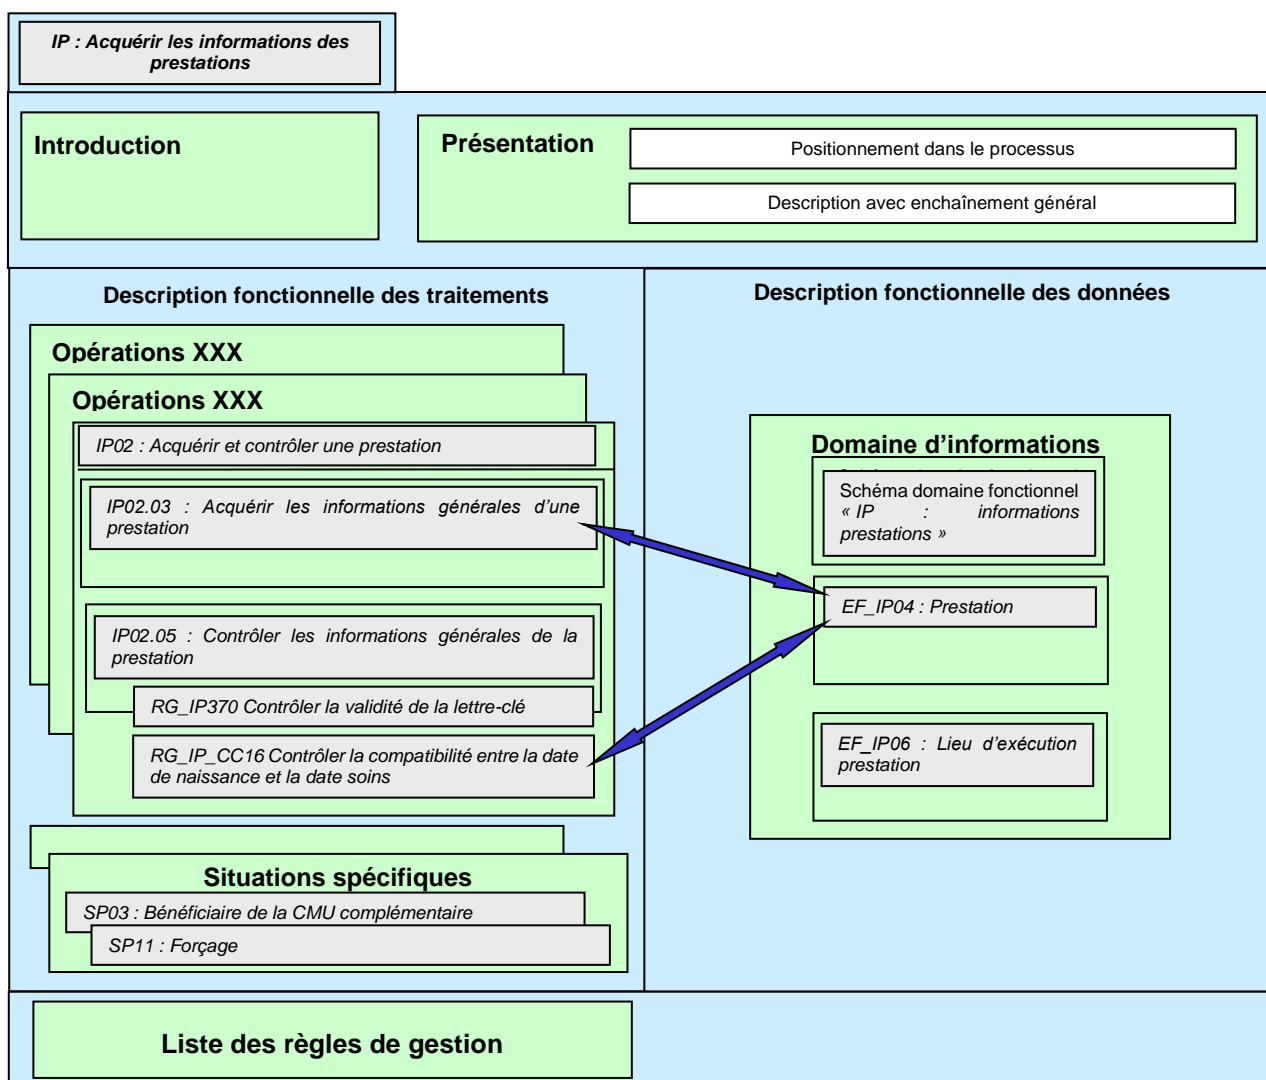 IP : Acquérir les informations des
prestations
Introduction
Présentation
Positionnement dans le processus
Description avec enchaînement général
Description fonctionnelle des traitements
Opérations XXX
Opérations XXX
IP02 : Acquérir et contrôler une prestation
IP02.03 : Acquérir les informations générales d'une
prestation
IP02.05 : Contrôler les informations générales de la
prestation
RG_IP370 Contrôler la validité de la lettre-clé
RG_IP_CC16 Contrôler la compatibilité entre la date
de naissance et la date soins
Situations spécifiques
SP03 : Bénéficiaire de la CMU complémentaire
SP11 : Forçage
Description fonctionnelle des données
Domaine d'informations
Schéma domaine fonctionnel
« IP : informations
prestations »
EF_IP04 : Prestation
EF_IP06 : Lieu d'exécution
prestation
Liste des règles de gestion